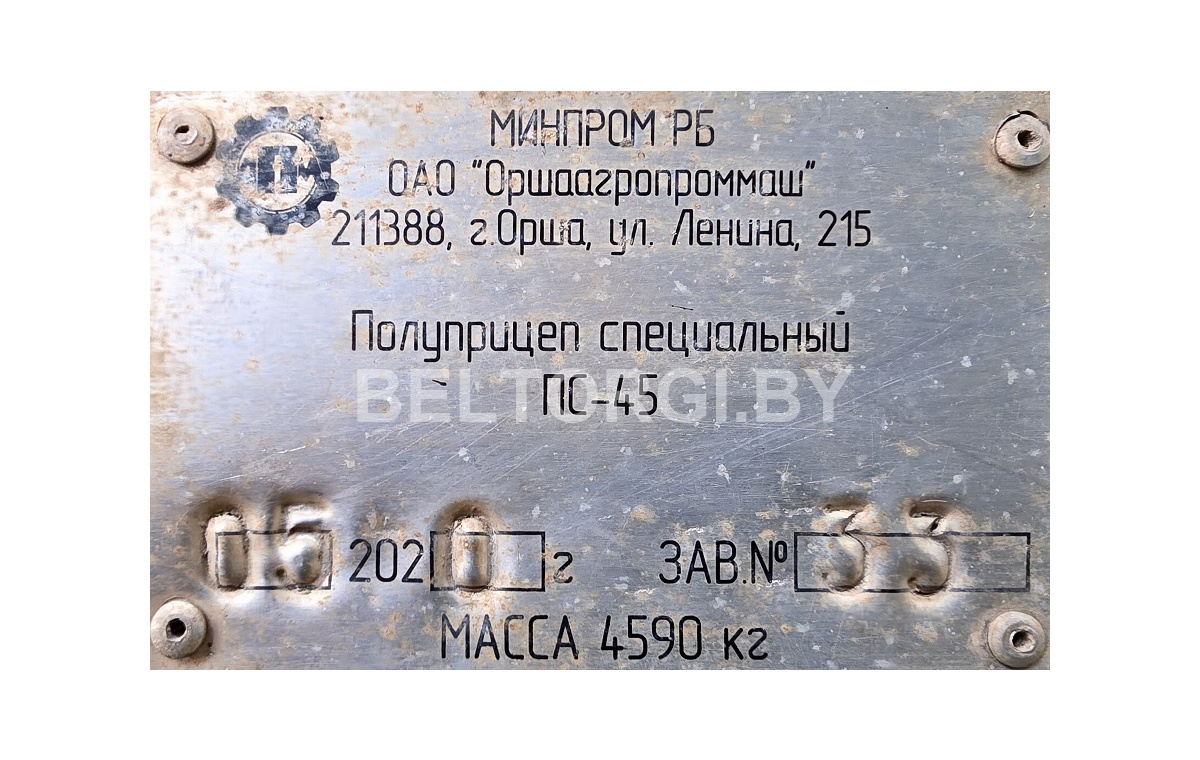 МИНПРОМ РБ
ПМ
ОАО "Оршаагропроммаш"
211388, г.Орша, ул. Ленина, 215
Полуприцеп специальный
ПС-45
BELTORGI.BY
05 2020 г ЗАВ.№ 33
МАССА 4590 кг